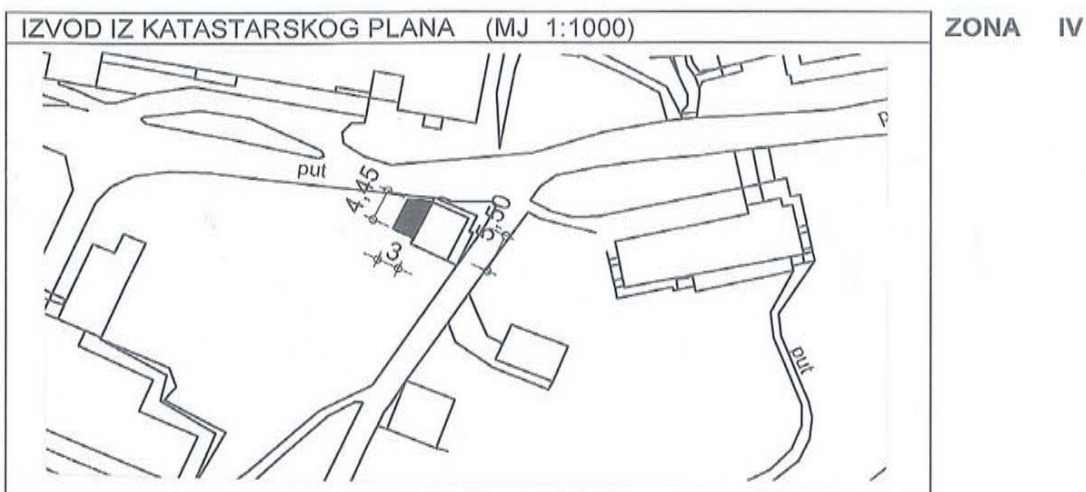 IZVOD IZ KATASTARSKOG PLANA (MJ 1:1000)
ZONA IV
put
4,45
5,50
3
put